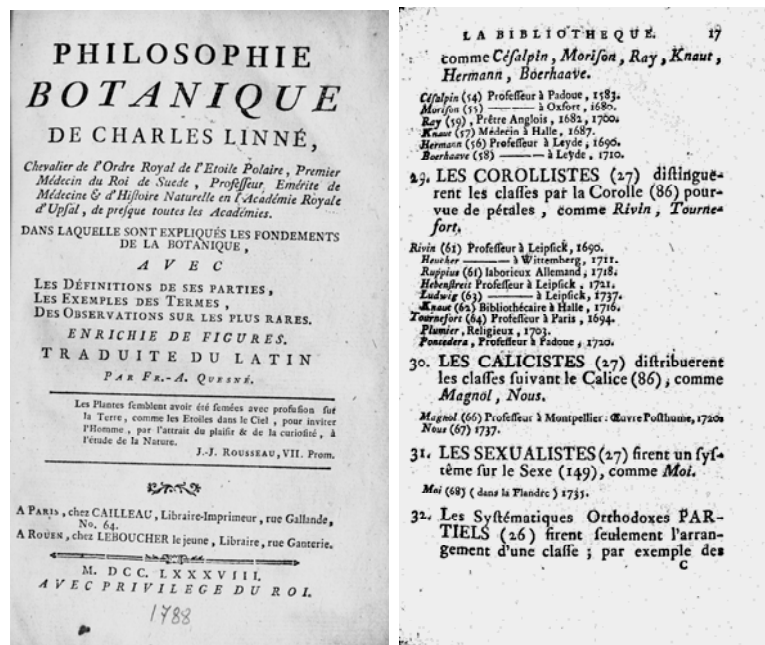 PHILOSOPHIE
BOTANIQUE
DE CHARLES LINNÉ,
Chevalier de l'Ordre Royal de l'Etoile Polaire, Premier
Médecin du Roi de Suede, Professeur Emérite de
Médecine & d'Histoire Naturelle en l'Académie Royale
d'Upsal, de presque toutes les Académies.
DANS LAQUELLE SONT EXPLIQUÉS LES FONDEMENTS
DE LA BOTANIQUE,
AVEC
LES DÉFINITIONS DE SES PARTIES,
LES EXEMPLES DES TERMES,
DES OBSERVATIONS SUR LES PLUS RARES.
ENRICHIE DE FIGURES.
TRADUITE DU LATIN
PAR FR.-A. QUESNÉ.
Les Plantes semblent avoir été semées avec profusion sur
la Terre, comme les Etoiles dans le Ciel, pour inviter
l'Homme, par l'attrait du plaisir & de la curiosité, à
l'étude de la Nature.
J.-J. ROUSSEAU, VII. Prom.
A PARIS, chez CAILLEAU, Libraire-Imprimeur, rue Gallande,
No. 64.
A ROUEN, chez LEBOUCHER le jeune, Libraire, rue Ganterie.
M. DCC. LXXXVIII.
AVEC PRIVILEGE DU ROI.
1788
LA BIBLIOTHEQUE. 17
comme Césalpin, Morison, Ray, Knaut,
Hermann, Boerhaave.
Césalpin (54) Professeur à Padoue, 1583.
Morison (55) ——— à Oxfort, 1680.
Ray (59), Prêtre Anglois, 1682, 1700.
Knaut (57) Médecin à Halle, 1687.
Hermann (56) Professeur à Leyde, 1690.
Boerhaave (58) ——— à Leyde, 1710.
29. LES COROLLISTES (27) distingue-
rent les classes par la Corolle (86) pour-
vue de pétales, comme Rivin, Tourne-
fort.
Rivin (61) Professeur à Leipsick, 1690.
Heucher ——— à Wittemberg, 1711.
Ruppius (61) laborieux Allemand, 1718.
Hebenstreit Professeur à Leipsick, 1721.
Ludwig (63) ——— à Leipsick, 1737.
Knaut (62) Bibliothécaire à Halle, 1716.
Tournefort (64) Professeur à Paris, 1694.
Plumier, Religieux, 1703.
Pontedera, Professeur à Padoue, 1720.
30. LES CALICISTES (27) distribuerent
les classes suivant le Calice (86), comme
Magnol, Nous.
Magnol (66) Professeur à Montpellier: Œuvre Posthume, 1720.
Nous (67) 1737.
31. LES SEXUALISTES (27) firent un sys-
tême sur le Sexe (149), comme Moi.
Moi (68) (dans la Flandre) 1735.
32. Les Systématiques Orthodoxes PAR-
TIELS (26) firent seulement l'arran-
gement d'une classe; par exemple des
C